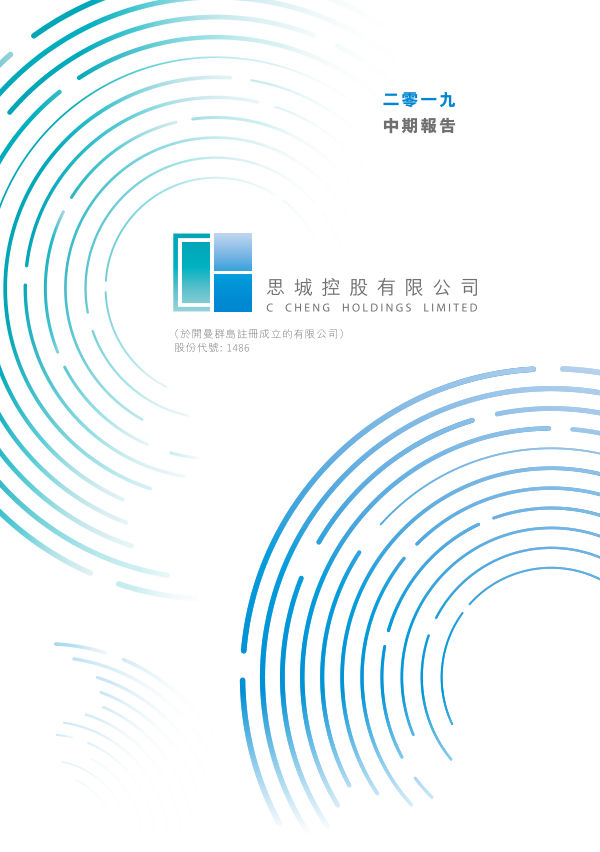 二零一九
中期報告
思城控股有限公司
C CHENG HOLDINGS LIMITED
（於開曼群島註冊成立的有限公司）
股份代號: 1486